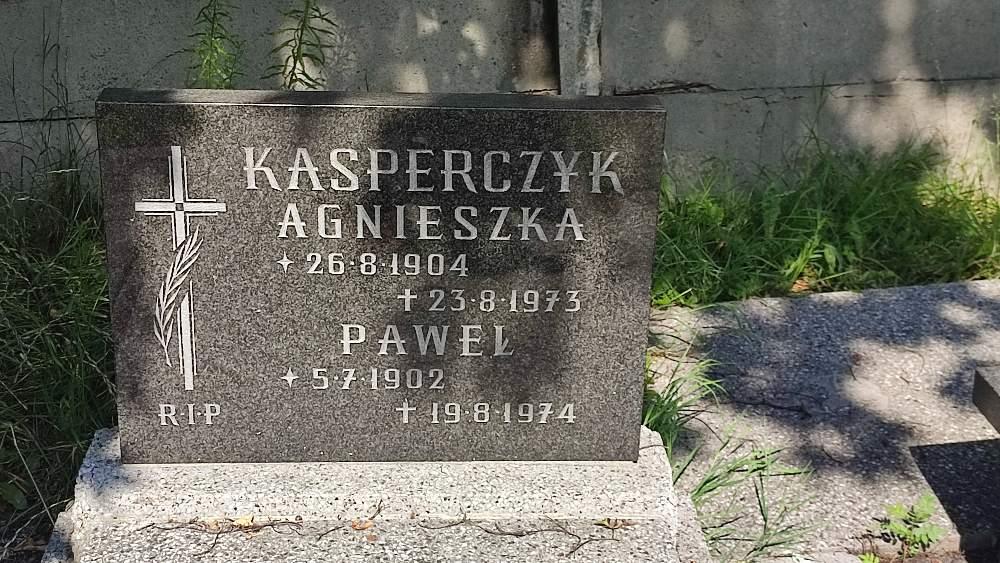 KASPERCZYK
AGNIESZKA
26·8·1904
✝ 23·8·1973
PAWEŁ
5·7·1902
✝ 19·8·1974
R·I·P